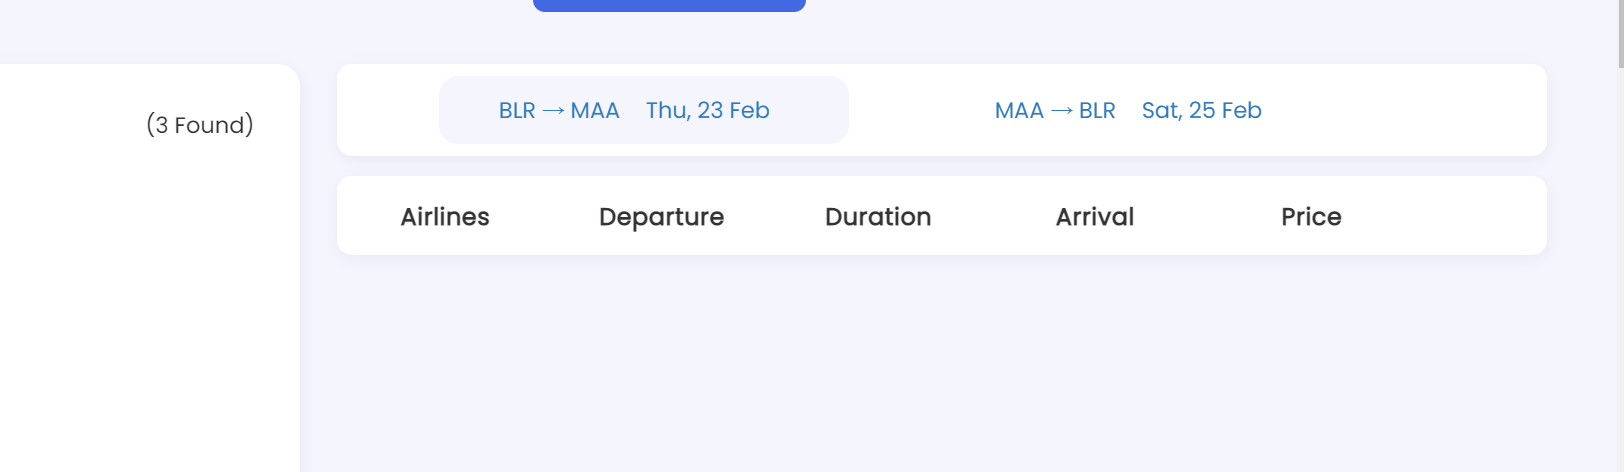 (3 Found)
BLR → MAA Thu, 23 Feb MAA → BLR Sat, 25 Feb
Airlines Departure Duration Arrival Price